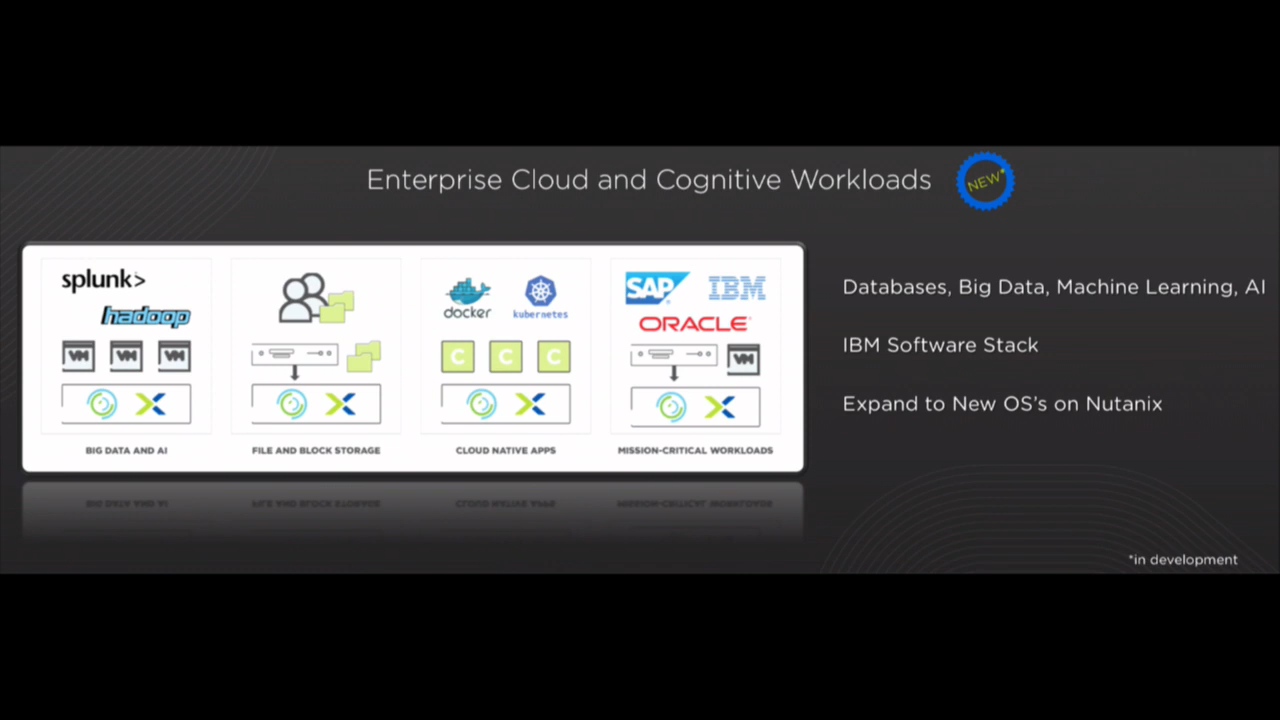 Enterprise Cloud and Cognitive Workloads
NEW*
splunk>
hadoop
VM VM VM
BIG DATA AND AI
FILE AND BLOCK STORAGE
docker
kubernetes
C C C
CLOUD NATIVE APPS
SAP
IBM
ORACLE
VM
MISSION-CRITICAL WORKLOADS
Databases, Big Data, Machine Learning, AI
IBM Software Stack
Expand to New OS's on Nutanix
*in development